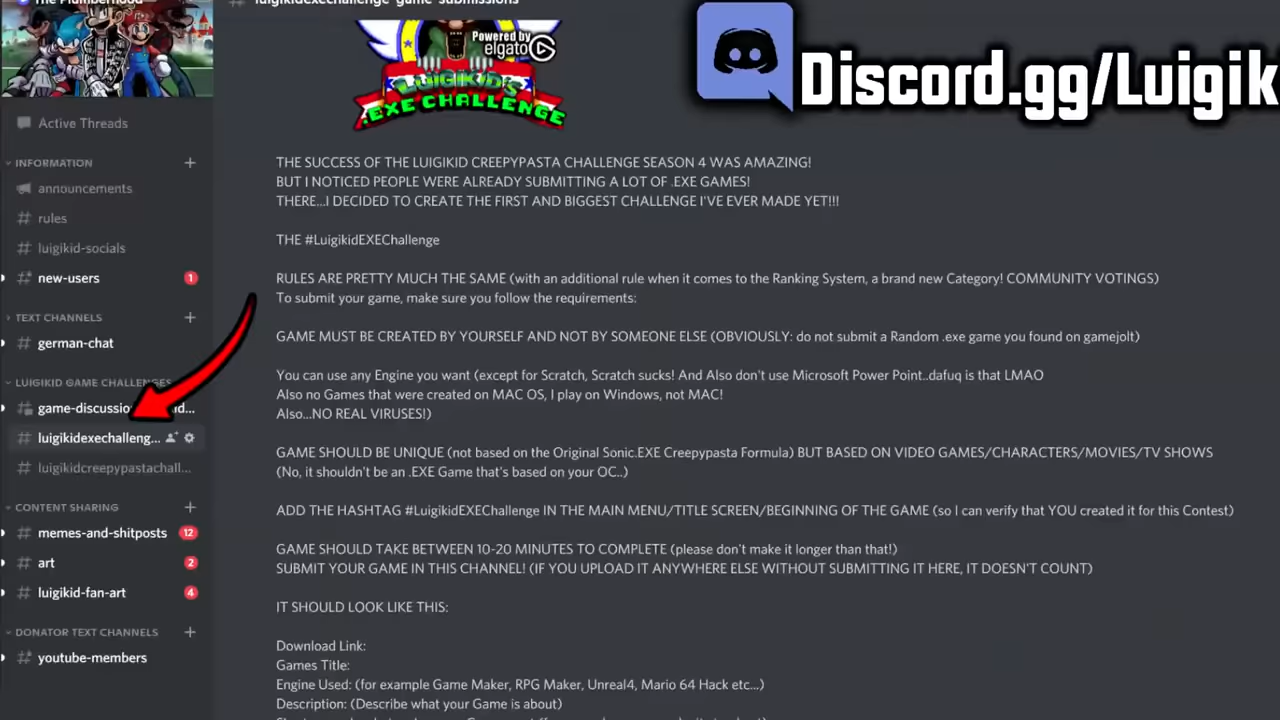 The Plumberhood
luigikidexechallenge-game-submissions
Powered by
elgato
LUIGIKID'S
.EXE CHALLENGE
Discord.gg/Luigik
Active Threads
INFORMATION
announcements
rules
luigikid-socials
new-users 1
TEXT CHANNELS
german-chat
LUIGIKID GAME CHALLENGES
game-discussion
luigikidexechalleng...
luigikidcreepypastachall...
CONTENT SHARING
memes-and-shitposts 12
art 2
luigikid-fan-art 4
DONATOR TEXT CHANNELS
youtube-members
THE SUCCESS OF THE LUIGIKID CREEPYPASTA CHALLENGE SEASON 4 WAS AMAZING!
BUT I NOTICED PEOPLE WERE ALREADY SUBMITTING A LOT OF .EXE GAMES!
THERE...I DECIDED TO CREATE THE FIRST AND BIGGEST CHALLENGE I'VE EVER MADE YET!!!
THE #LuigikidEXEChallenge
RULES ARE PRETTY MUCH THE SAME (with an additional rule when it comes to the Ranking System, a brand new Category! COMMUNITY VOTINGS)
To submit your game, make sure you follow the requirements:
GAME MUST BE CREATED BY YOURSELF AND NOT BY SOMEONE ELSE (OBVIOUSLY: do not submit a Random .exe game you found on gamejolt)
You can use any Engine you want (except for Scratch, Scratch sucks! And Also don't use Microsoft Power Point..dafuq is that LMAO
Also no Games that were created on MAC OS, I play on Windows, not MAC!
Also...NO REAL VIRUSES!)
GAME SHOULD BE UNIQUE (not based on the Original Sonic.EXE Creepypasta Formula) BUT BASED ON VIDEO GAMES/CHARACTERS/MOVIES/TV SHOWS
(No, it shouldn't be an .EXE Game that's based on your OC..)
ADD THE HASHTAG #LuigikidEXEChallenge IN THE MAIN MENU/TITLE SCREEN/BEGINNING OF THE GAME (so I can verify that YOU created it for this Contest)
GAME SHOULD TAKE BETWEEN 10-20 MINUTES TO COMPLETE (please don't make it longer than that!)
SUBMIT YOUR GAME IN THIS CHANNEL! (IF YOU UPLOAD IT ANYWHERE ELSE WITHOUT SUBMITTING IT HERE, IT DOESN'T COUNT)
IT SHOULD LOOK LIKE THIS:
Download Link:
Games Title:
Engine Used: (for example Game Maker, RPG Maker, Unreal4, Mario 64 Hack etc...)
Description: (Describe what your Game is about)